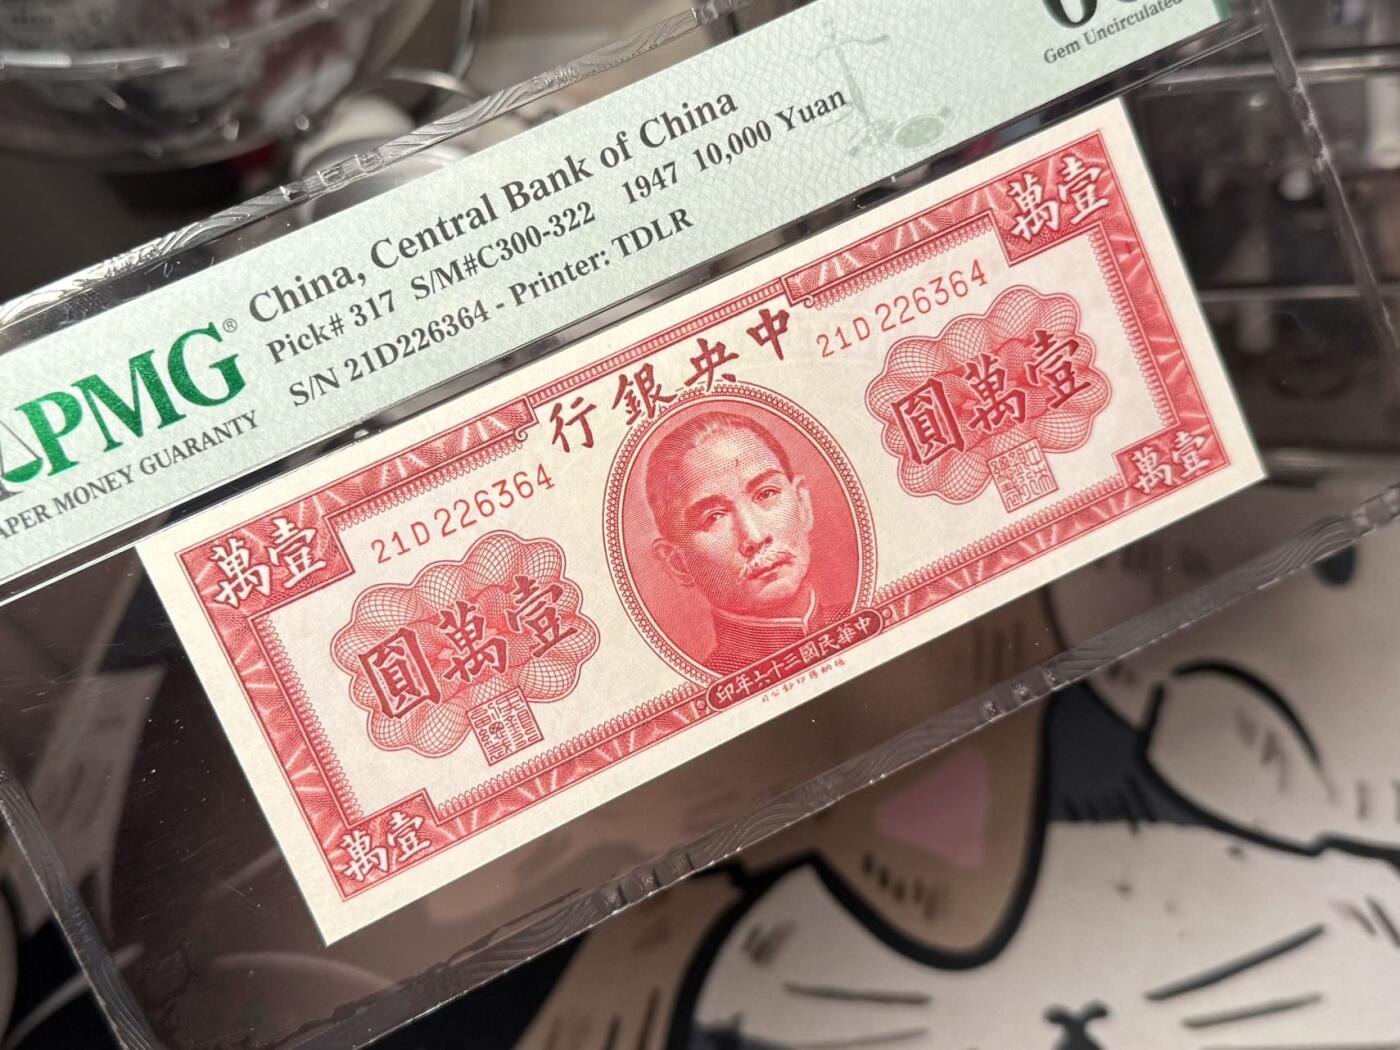 Gem Uncirculated
PMG®
PAPER MONEY GUARANTY
China, Central Bank of China
Pick# 317 S/M#C300-322 1947 10,000 Yuan
S/N 21D226364 - Printer: TDLR
萬壹
萬壹
行銀央中
21D226364
21D226364
圓萬壹
圓萬壹
印年六十三國民華中
萬壹
萬壹